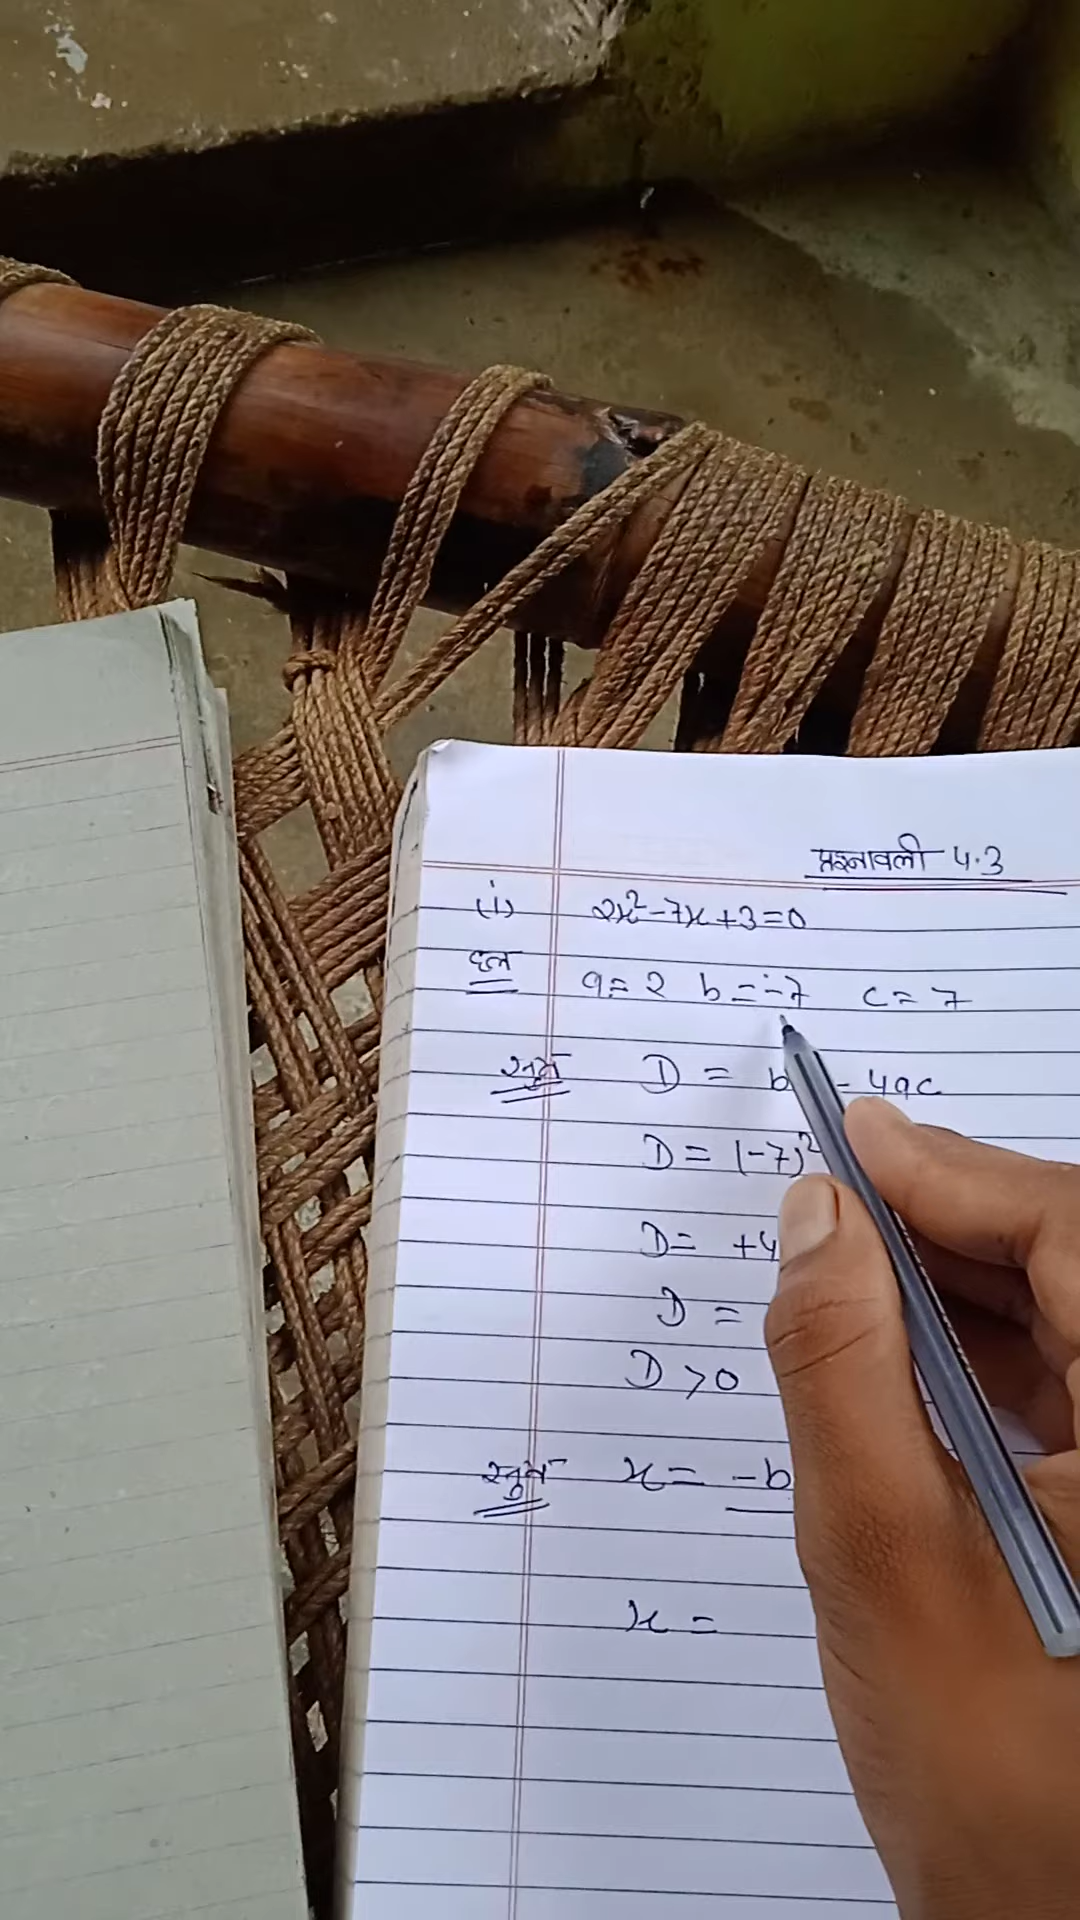 प्रश्नावली 4.3
(i) 2x²-7x+3=0
हल a=2 b=-7 c=7
सूत्र D = b - 4ac
D = (-7)²
D= +4
D =
D >0
सूत्र x = -b
x =